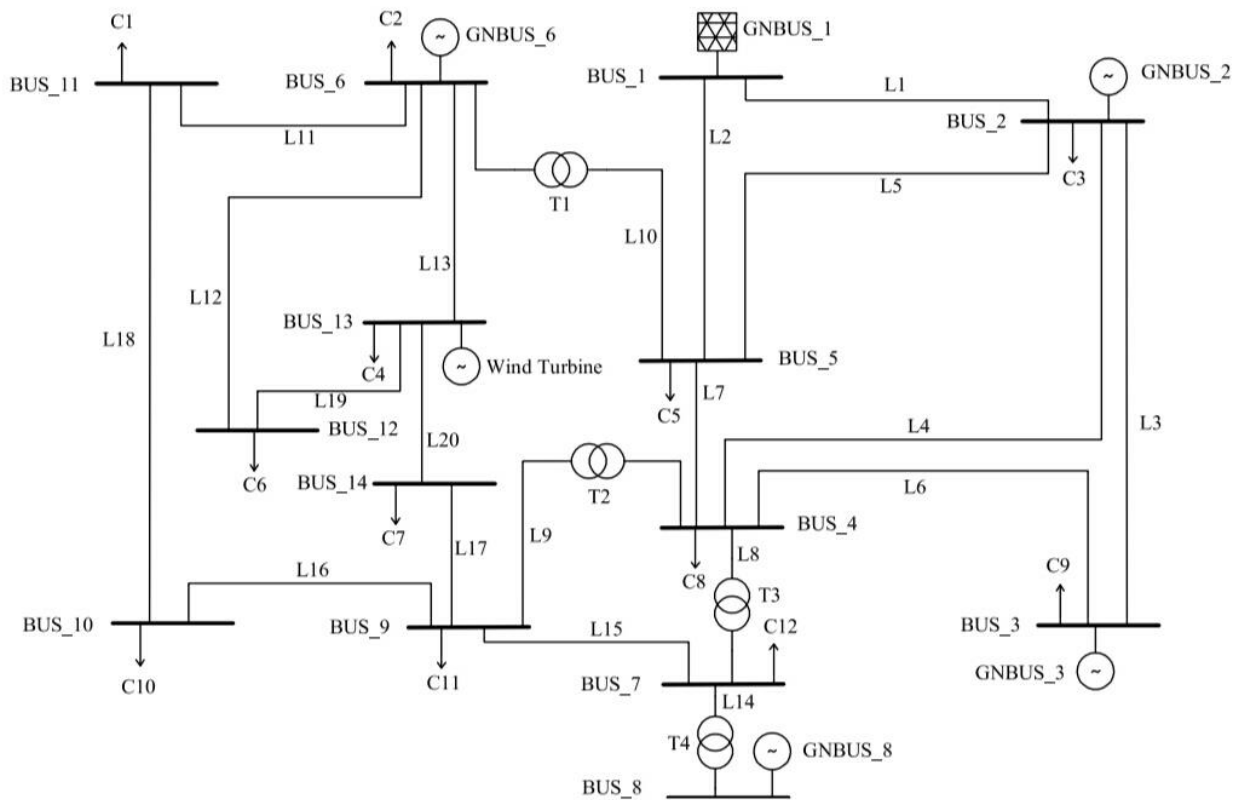 C1
C2
GNBUS_6
GNBUS_1
BUS_11
BUS_6
BUS_1
GNBUS_2
L1
BUS_2
L11
L2
T1
L5
C3
L10
L13
L12
BUS_13
L18
C4
Wind Turbine
BUS_5
L19
L7
C5
BUS_12
L20
L4
L3
C6
BUS_14
T2
L6
C7
L17
L9
BUS_4
L8
C8
C9
L16
T3
BUS_10
BUS_9
L15
C12
BUS_3
C10
C11
BUS_7
GNBUS_3
L14
T4
GNBUS_8
BUS_8